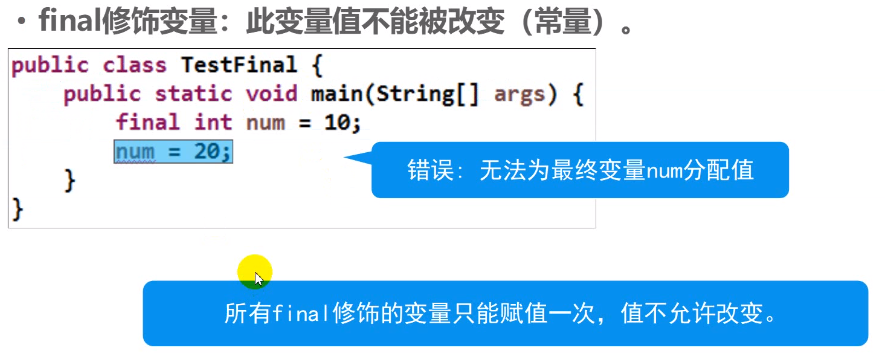 • final修饰变量：此变量值不能被改变（常量）。
public class TestFinal {
    public static void main(String[] args) {
        final int num = 10;
        num = 20;
错误：无法为最终变量num分配值
    }
}
所有final修饰的变量只能赋值一次，值不允许改变。